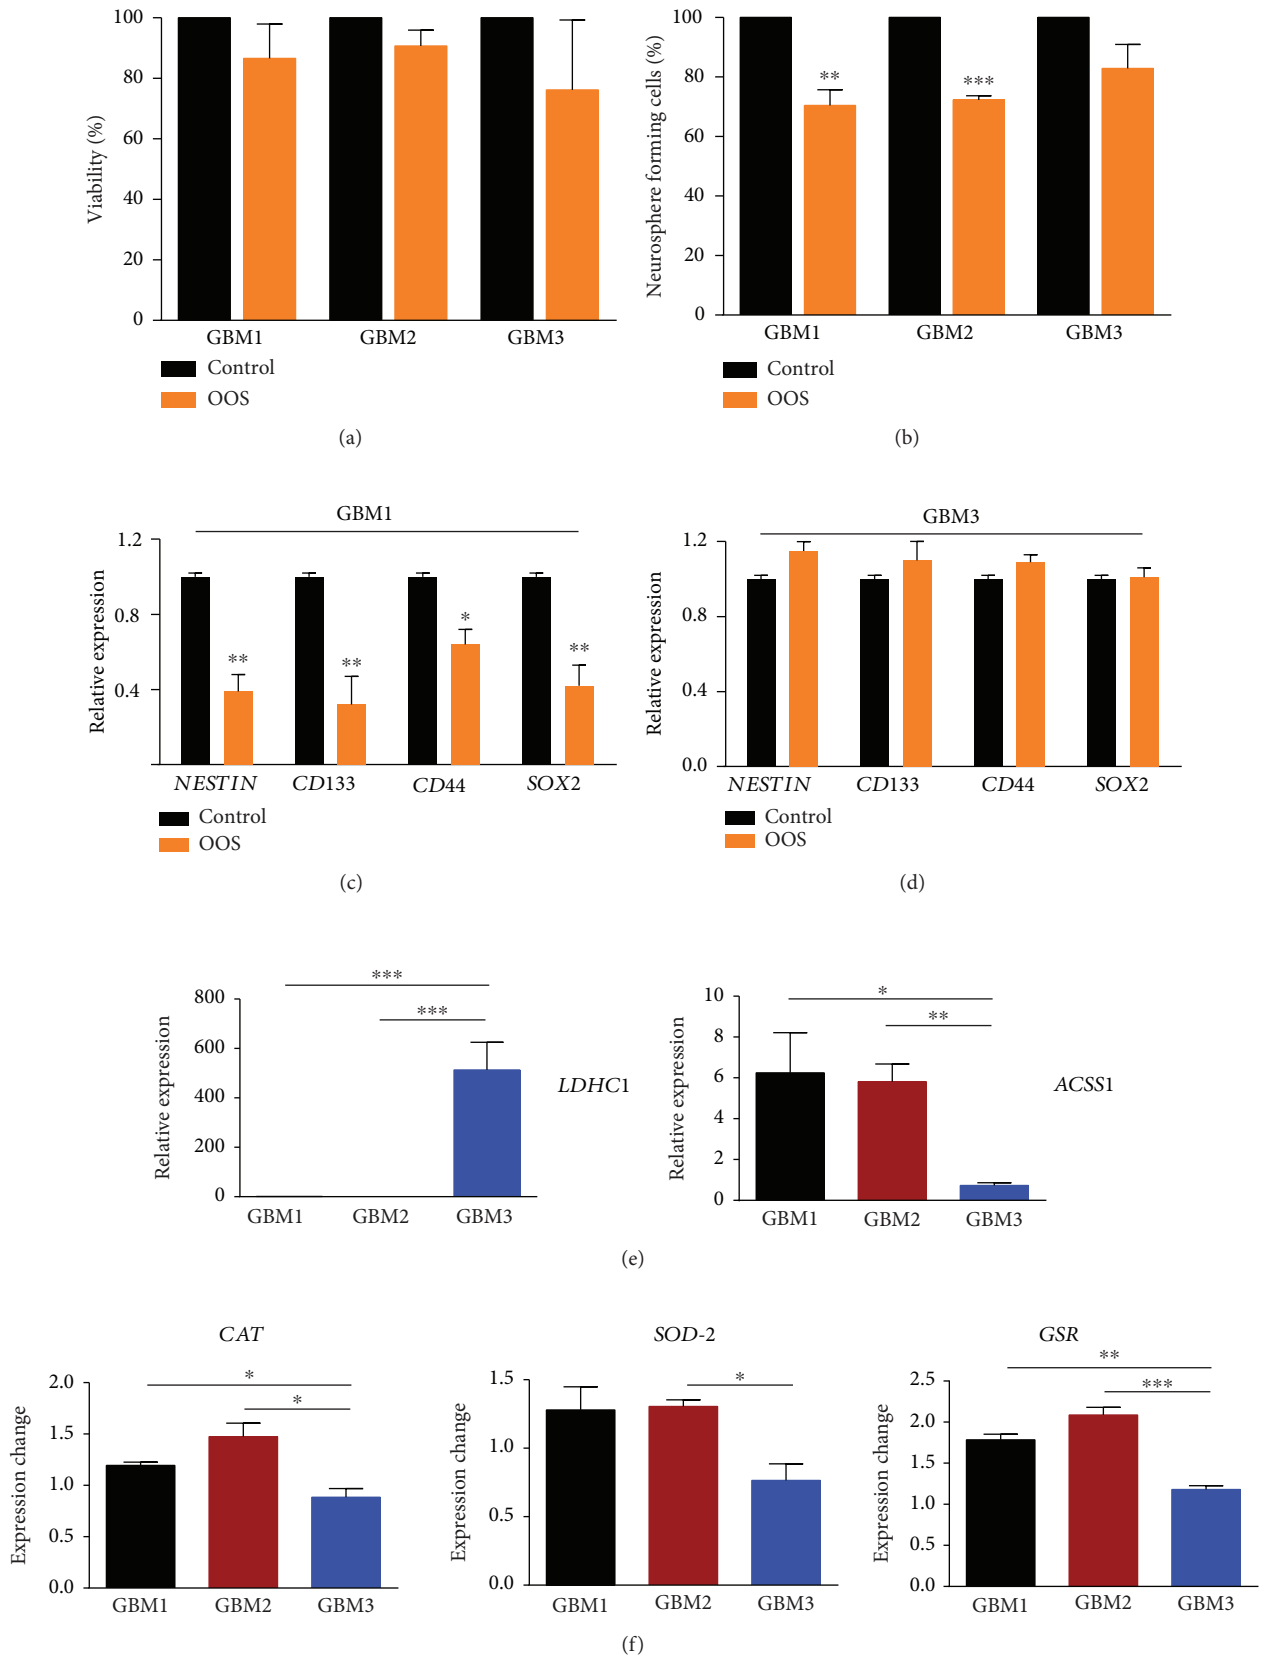 Viability (%)
100
80
60
40
20
0
GBM1 GBM2 GBM3
Control
OOS
(a)
Neurosphere forming cells (%)
100
80
60
40
20
0
** ***
GBM1 GBM2 GBM3
Control
OOS
(b)
GBM1
Relative expression
1.2
0.8
0.4
** ** * **
NESTIN CD133 CD44 SOX2
Control
OOS
(c)
GBM3
Relative expression
1.2
0.8
0.4
0.0
NESTIN CD133 CD44 SOX2
Control
OOS
(d)
Relative expression
800
600
400
200
0
***
***
GBM1 GBM2 GBM3
LDHC1
Relative expression
10
8
6
4
2
0
*
**
GBM1 GBM2 GBM3
ACSS1
(e)
CAT
Expression change
2.0
1.5
1.0
0.5
0.0
*
*
GBM1 GBM2 GBM3
SOD-2
Expression change
1.5
1.0
0.5
0.0
*
GBM1 GBM2 GBM3
GSR
Expression change
2.5
2.0
1.5
1.0
0.5
0.0
**
***
GBM1 GBM2 GBM3
(f)